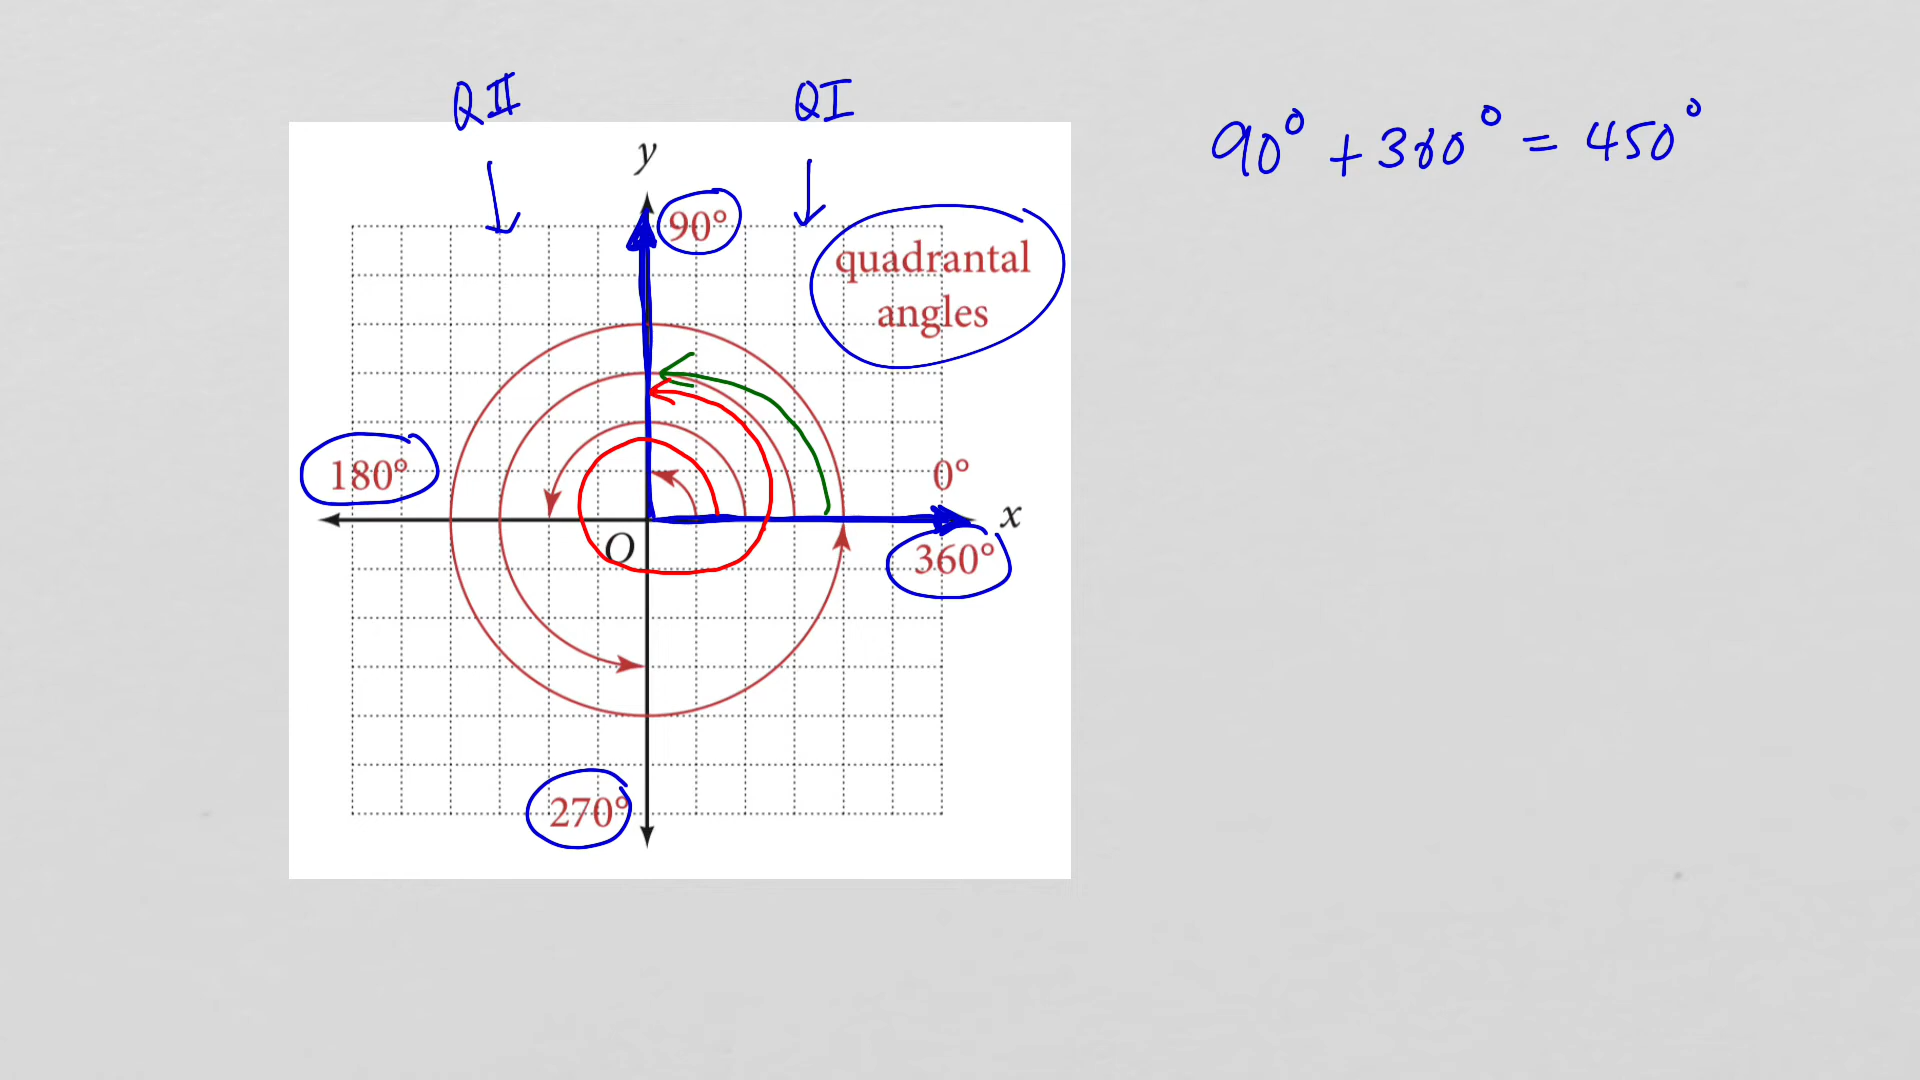 QII
QI
90° + 360° = 450°
y
90°
quadrantal
angles
180°
0°
x
O
360°
270°